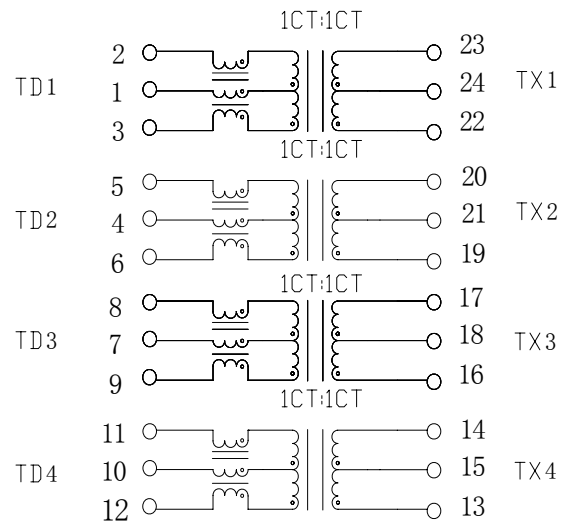 1CT:1CT
2 23
TD1 1 24 TX1
3 22
1CT:1CT
5 20
TD2 4 21 TX2
6 19
1CT:1CT
8 17
TD3 7 18 TX3
9 16
1CT:1CT
11 14
TD4 10 15 TX4
12 13